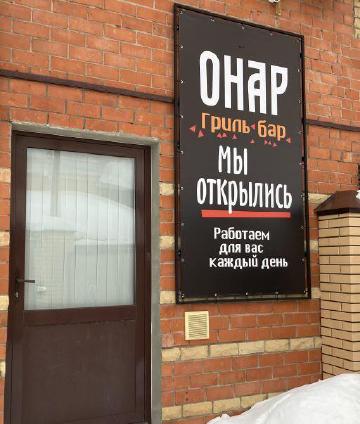 ОНАР
ГРИЛЬ БАР
МЫ
ОТКРЫЛИСЬ
Работаем
для вас
каждый день